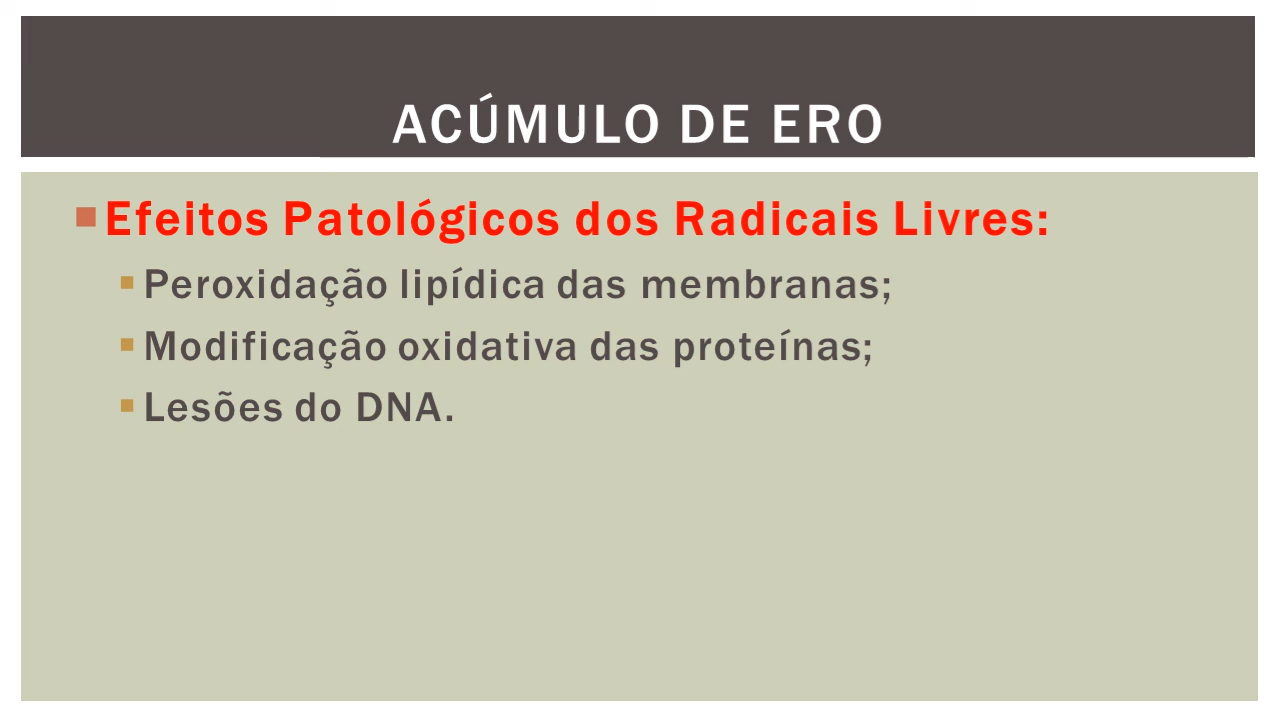 ACÚMULO DE ERO
Efeitos Patológicos dos Radicais Livres:
Peroxidação lipídica das membranas;
Modificação oxidativa das proteínas;
Lesões do DNA.